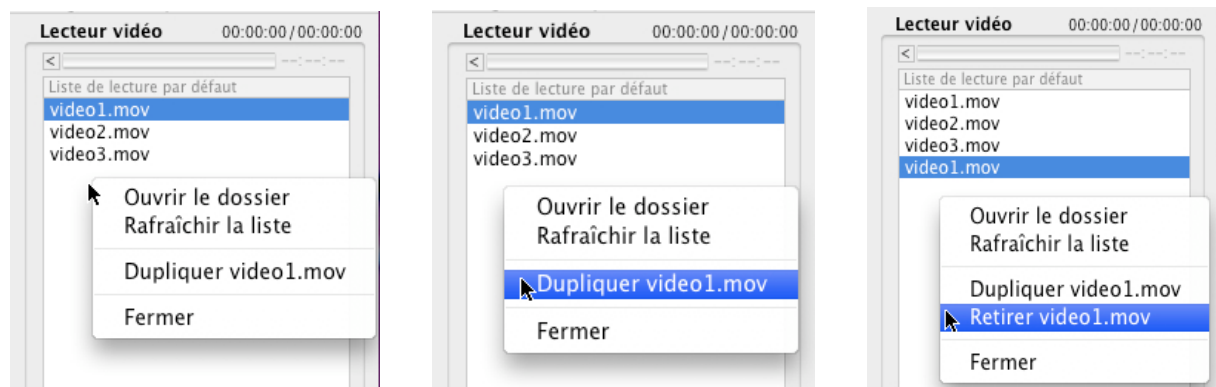 Lecteur vidéo 00:00:00/00:00:00
< --:--:--
Liste de lecture par défaut
video1.mov
video2.mov
video3.mov
Ouvrir le dossier
Rafraîchir la liste
Dupliquer video1.mov
Fermer
Lecteur vidéo 00:00:00/00:00:00
< --:--:--
Liste de lecture par défaut
video1.mov
video2.mov
video3.mov
Ouvrir le dossier
Rafraîchir la liste
Dupliquer video1.mov
Fermer
Lecteur vidéo 00:00:00/00:00:00
< --:--:--
Liste de lecture par défaut
video1.mov
video2.mov
video3.mov
video1.mov
Ouvrir le dossier
Rafraîchir la liste
Dupliquer video1.mov
Retirer video1.mov
Fermer